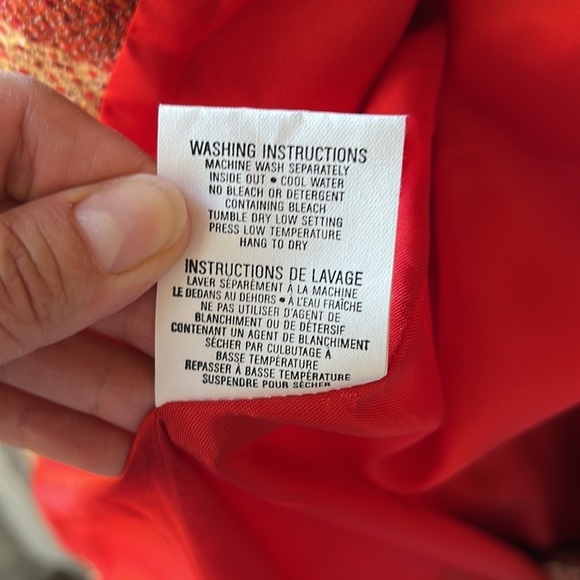 WASHING INSTRUCTIONS
MACHINE WASH SEPARATELY
INSIDE OUT • COOL WATER
NO BLEACH OR DETERGENT
CONTAINING BLEACH
TUMBLE DRY LOW SETTING
PRESS LOW TEMPERATURE
HANG TO DRY
INSTRUCTIONS DE LAVAGE
LAVER SÉPARÉMENT À LA MACHINE
LE DEDANS AU DEHORS • À L'EAU FRAÎCHE
NE PAS UTILISER D'AGENT DE
BLANCHIMENT OU DE DÉTERSIF
CONTENANT UN AGENT DE BLANCHIMENT
SÉCHER PAR CULBUTAGE À
BASSE TEMPÉRATURE
REPASSER À BASSE TEMPÉRATURE
SUSPENDRE POUR SÉCHER